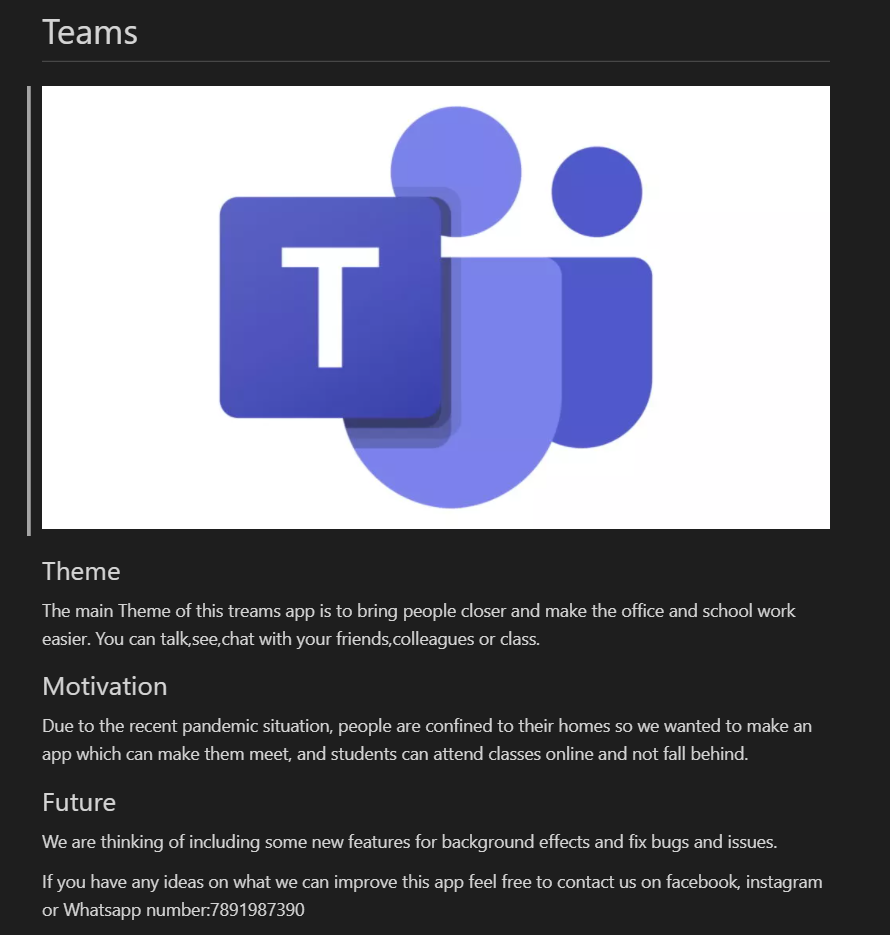 Teams
T
Theme
The main Theme of this treams app is to bring people closer and make the office and school work
easier. You can talk,see,chat with your friends,colleagues or class.
Motivation
Due to the recent pandemic situation, people are confined to their homes so we wanted to make an
app which can make them meet, and students can attend classes online and not fall behind.
Future
We are thinking of including some new features for background effects and fix bugs and issues.
If you have any ideas on what we can improve this app feel free to contact us on facebook, instagram
or Whatsapp number:7891987390